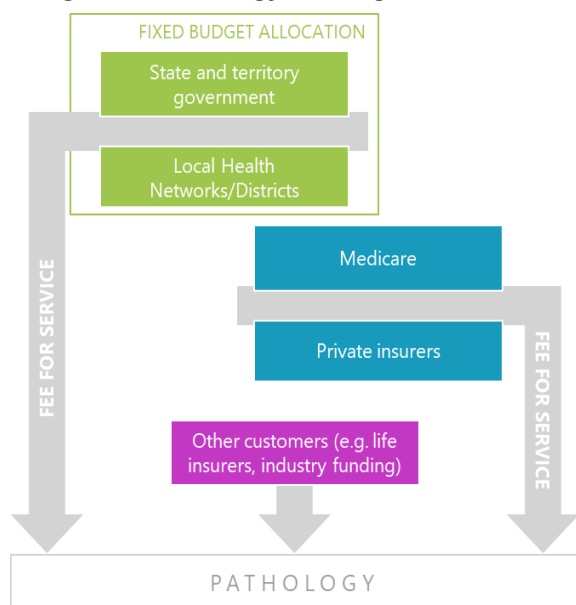 FIXED BUDGET ALLOCATION
State and territory
government
Local Health
Networks/Districts
FEE FOR SERVICE
Medicare
Private insurers
FEE FOR SERVICE
Other customers (e.g. life
insurers, industry funding)
PATHOLOGY